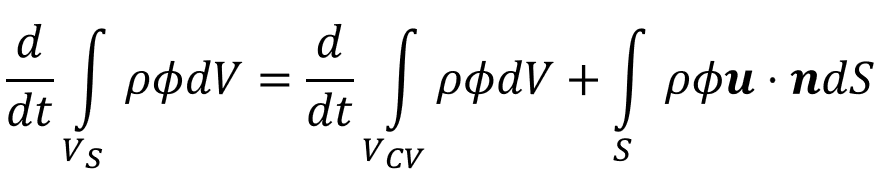 d/dt ∫_{V_S} ρϕdV = d/dt ∫_{V_{CV}} ρϕdV + ∫_S ρϕ𝒖 · 𝒏dS